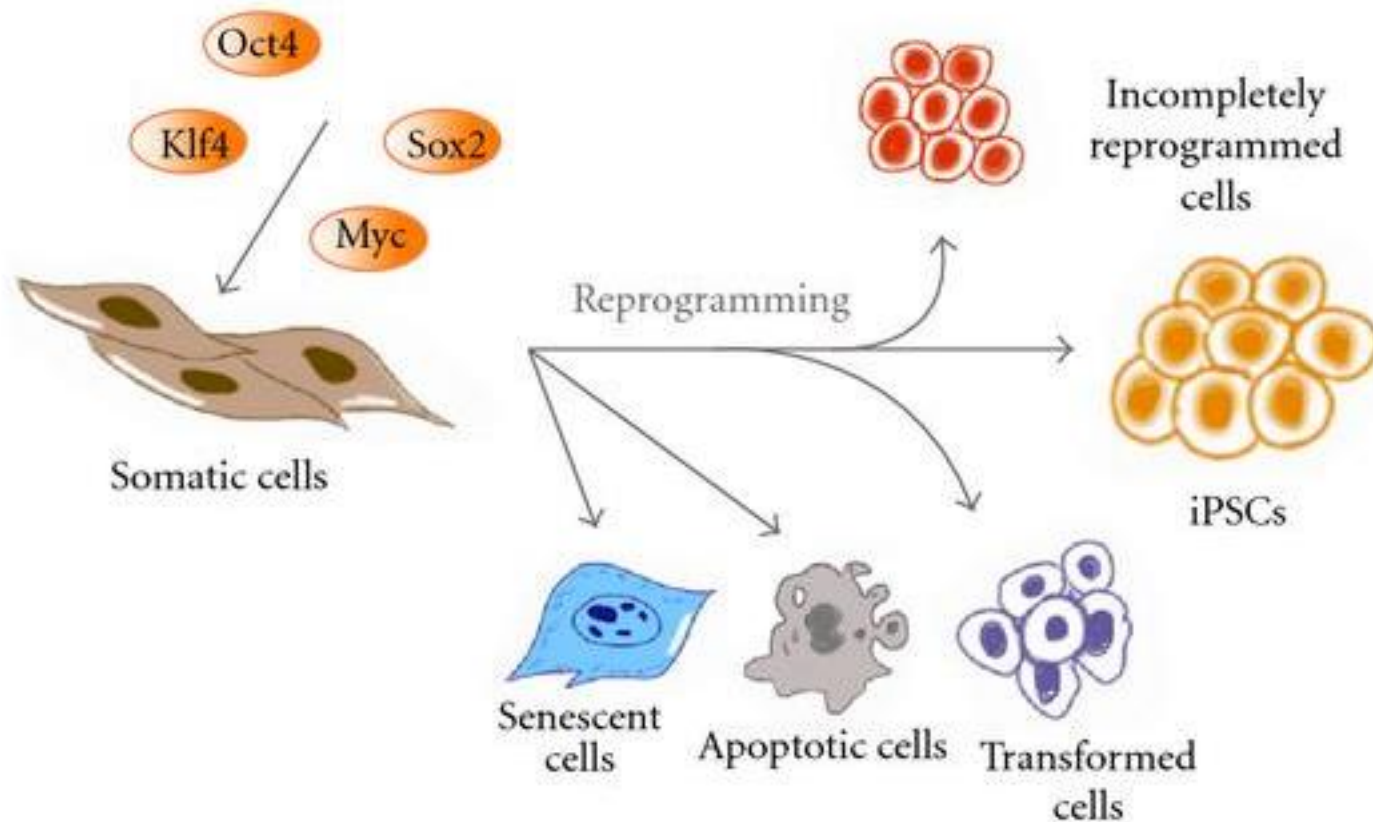 Oct4
Klf4
Sox2
Myc
Somatic cells
Reprogramming
Incompletely
reprogrammed
cells
iPSCs
Senescent
cells
Apoptotic cells
Transformed
cells